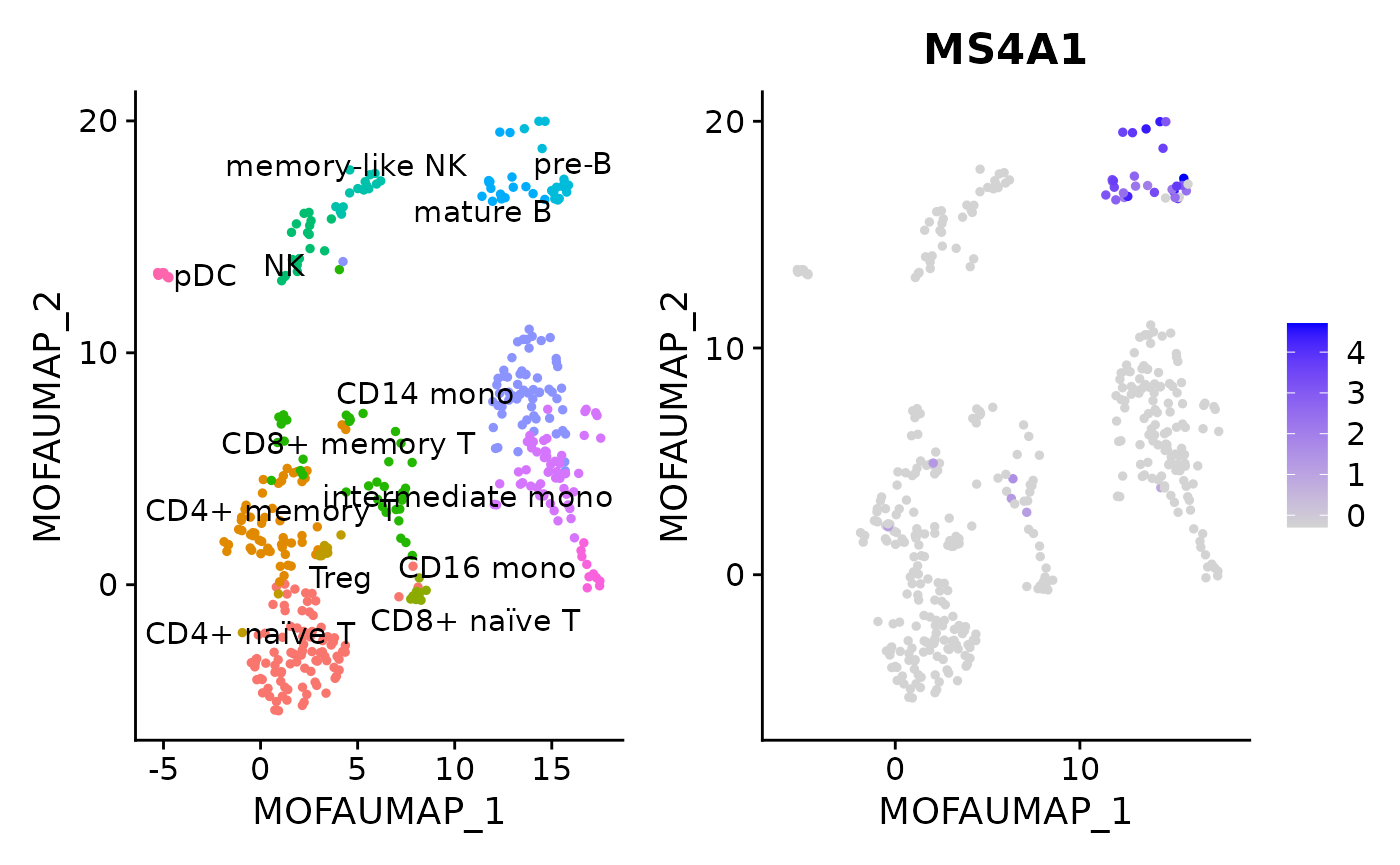 MS4A1
20
10
0
-5
0
5
10
15
MOFAUMAP_1
MOFAUMAP_2
memory-like NK
pre-B
mature B
NK
pDC
CD14 mono
CD8+ memory T
intermediate mono
CD4+ memory T
CD16 mono
Treg
CD8+ naïve T
CD4+ naïve T
20
10
0
0
10
MOFAUMAP_1
MOFAUMAP_2
4
3
2
1
0